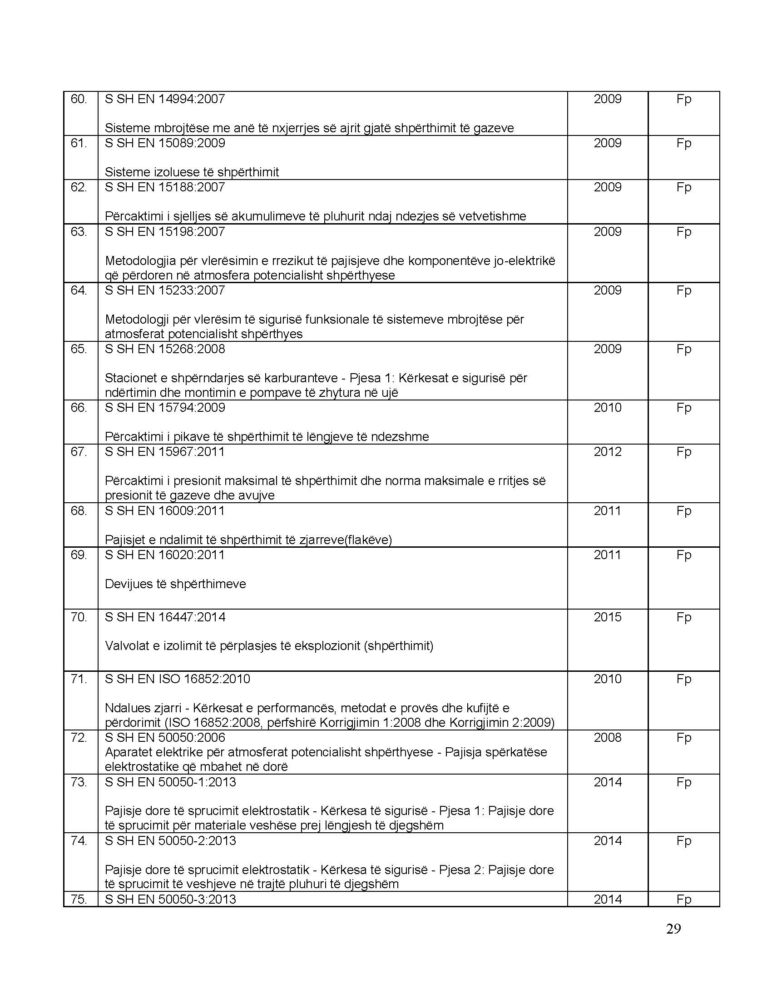 60. S SH EN 14994:2007 2009 Fp
Sisteme mbrojtëse me anë të nxjerrjes së ajrit gjatë shpërthimit të gazeve
61. S SH EN 15089:2009 2009 Fp
Sisteme izoluese të shpërthimit
62. S SH EN 15188:2007 2009 Fp
Përcaktimi i sjelljes së akumulimeve të pluhurit ndaj ndezjes së vetvetishme
63. S SH EN 15198:2007 2009 Fp
Metodologjia për vlerësimin e rrezikut të pajisjeve dhe komponentëve jo-elektrikë
që përdoren në atmosfera potencialisht shpërthyese
64. S SH EN 15233:2007 2009 Fp
Metodologji për vlerësim të sigurisë funksionale të sistemeve mbrojtëse për
atmosferat potencialisht shpërthyes
65. S SH EN 15268:2008 2009 Fp
Stacionet e shpërndarjes së karburanteve - Pjesa 1: Kërkesat e sigurisë për
ndërtimin dhe montimin e pompave të zhytura në ujë
66. S SH EN 15794:2009 2010 Fp
Përcaktimi i pikave të shpërthimit të lëngjeve të ndezshme
67. S SH EN 15967:2011 2012 Fp
Përcaktimi i presionit maksimal të shpërthimit dhe norma maksimale e rritjes së
presionit të gazeve dhe avujve
68. S SH EN 16009:2011 2011 Fp
Pajisjet e ndalimit të shpërthimit të zjarreve(flakëve)
69. S SH EN 16020:2011 2011 Fp
Devijues të shpërthimeve
70. S SH EN 16447:2014 2015 Fp
Valvolat e izolimit të përplasjes të eksplozionit (shpërthimit)
71. S SH EN ISO 16852:2010 2010 Fp
Ndalues zjarri - Kërkesat e performancës, metodat e provës dhe kufijtë e
përdorimit (ISO 16852:2008, përfshirë Korrigjimin 1:2008 dhe Korrigjimin 2:2009)
72. S SH EN 50050:2006 2008 Fp
Aparatet elektrike për atmosferat potencialisht shpërthyese - Pajisja spërkatëse
elektrostatike që mbahet në dorë
73. S SH EN 50050-1:2013 2014 Fp
Pajisje dore të sprucimit elektrostatik - Kërkesa të sigurisë - Pjesa 1: Pajisje dore
të sprucimit për materiale veshëse prej lëngjesh të djegshëm
74. S SH EN 50050-2:2013 2014 Fp
Pajisje dore të sprucimit elektrostatik - Kërkesa të sigurisë - Pjesa 2: Pajisje dore
të sprucimit të veshjeve në trajtë pluhuri të djegshëm
75. S SH EN 50050-3:2013 2014 Fp
29